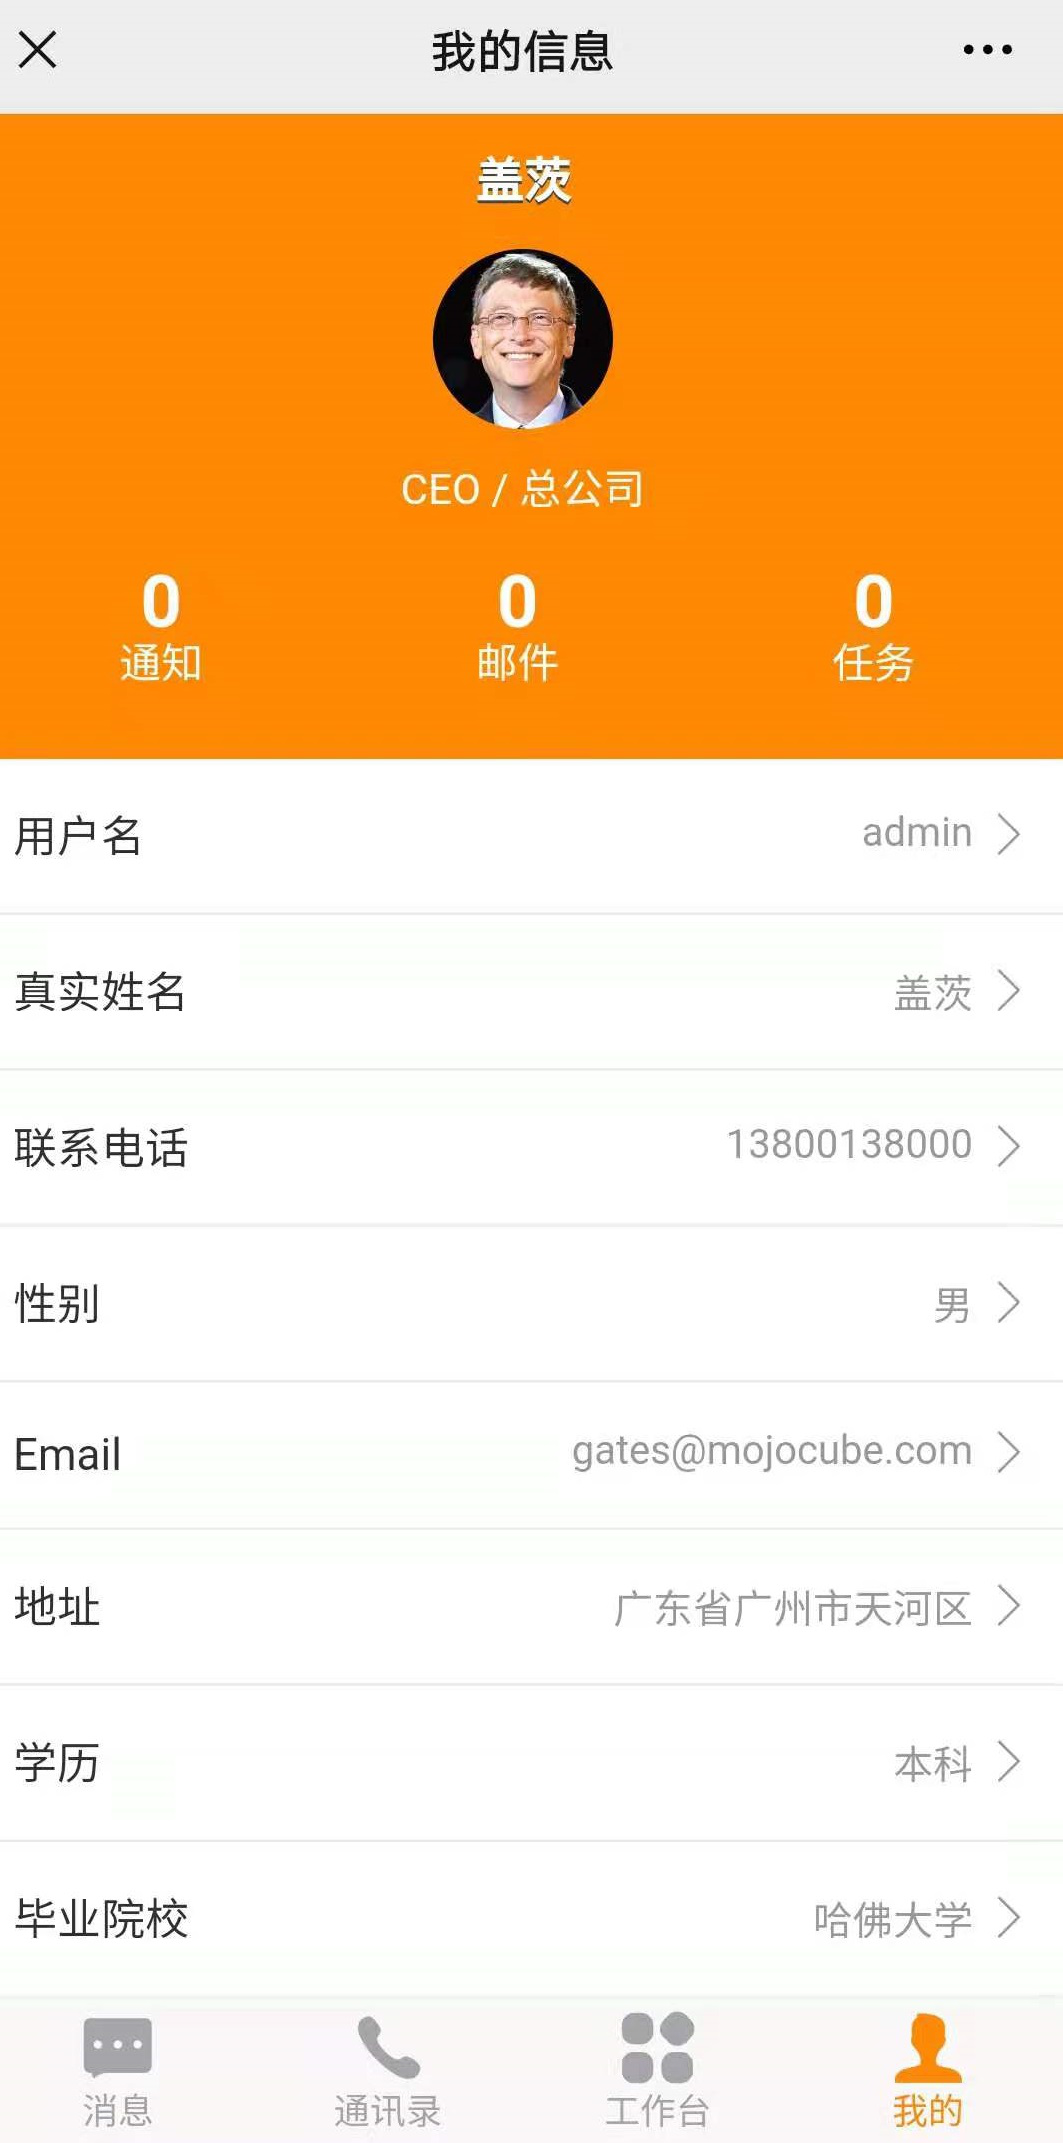 我的信息
盖茨
CEO / 总公司
0 0 0
通知 邮件 任务
用户名 admin
真实姓名 盖茨
联系电话 13800138000
性别 男
Email gates@mojocube.com
地址 广东省广州市天河区
学历 本科
毕业院校 哈佛大学
消息 通讯录 工作台 我的